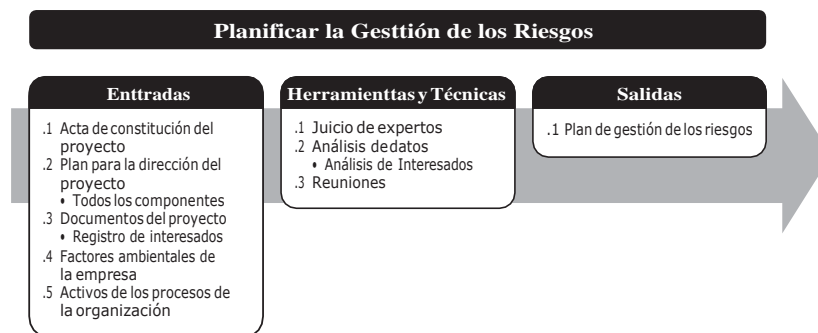 Planificar la Gesttión de los Riesgos
Enttradas
.1 Acta de constitución del
proyecto
.2 Plan para la dirección del
proyecto
• Todos los componentes
.3 Documentos del proyecto
• Registro de interesados
.4 Factores ambientales de
la empresa
.5 Activos de los procesos de
la organización
Herramienttas y Técnicas
.1 Juicio de expertos
.2 Análisis de datos
• Análisis de Interesados
.3 Reuniones
Salidas
.1 Plan de gestión de los riesgos